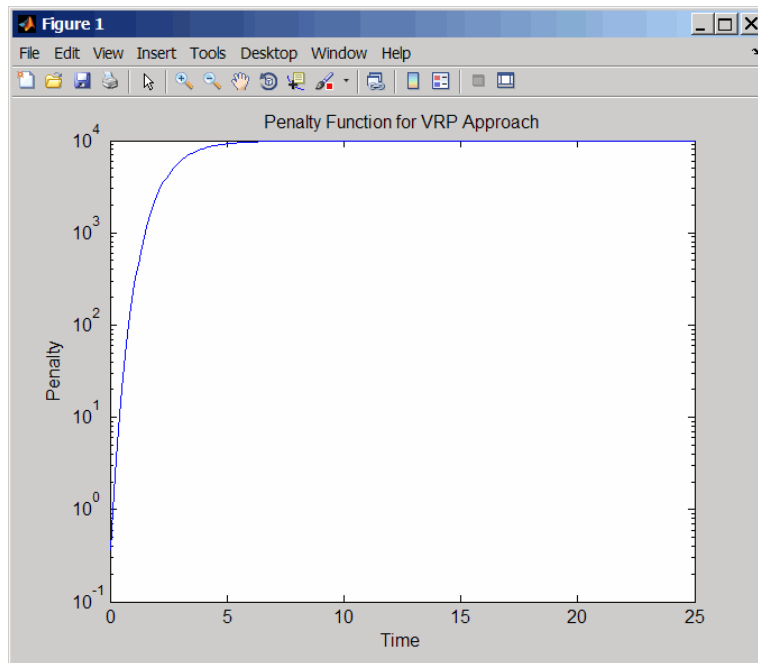 Figure 1
File Edit View Insert Tools Desktop Window Help
Penalty Function for VRP Approach
10^4
10^3
10^2
10^1
10^0
10^-1
Penalty
0 5 10 15 20 25
Time